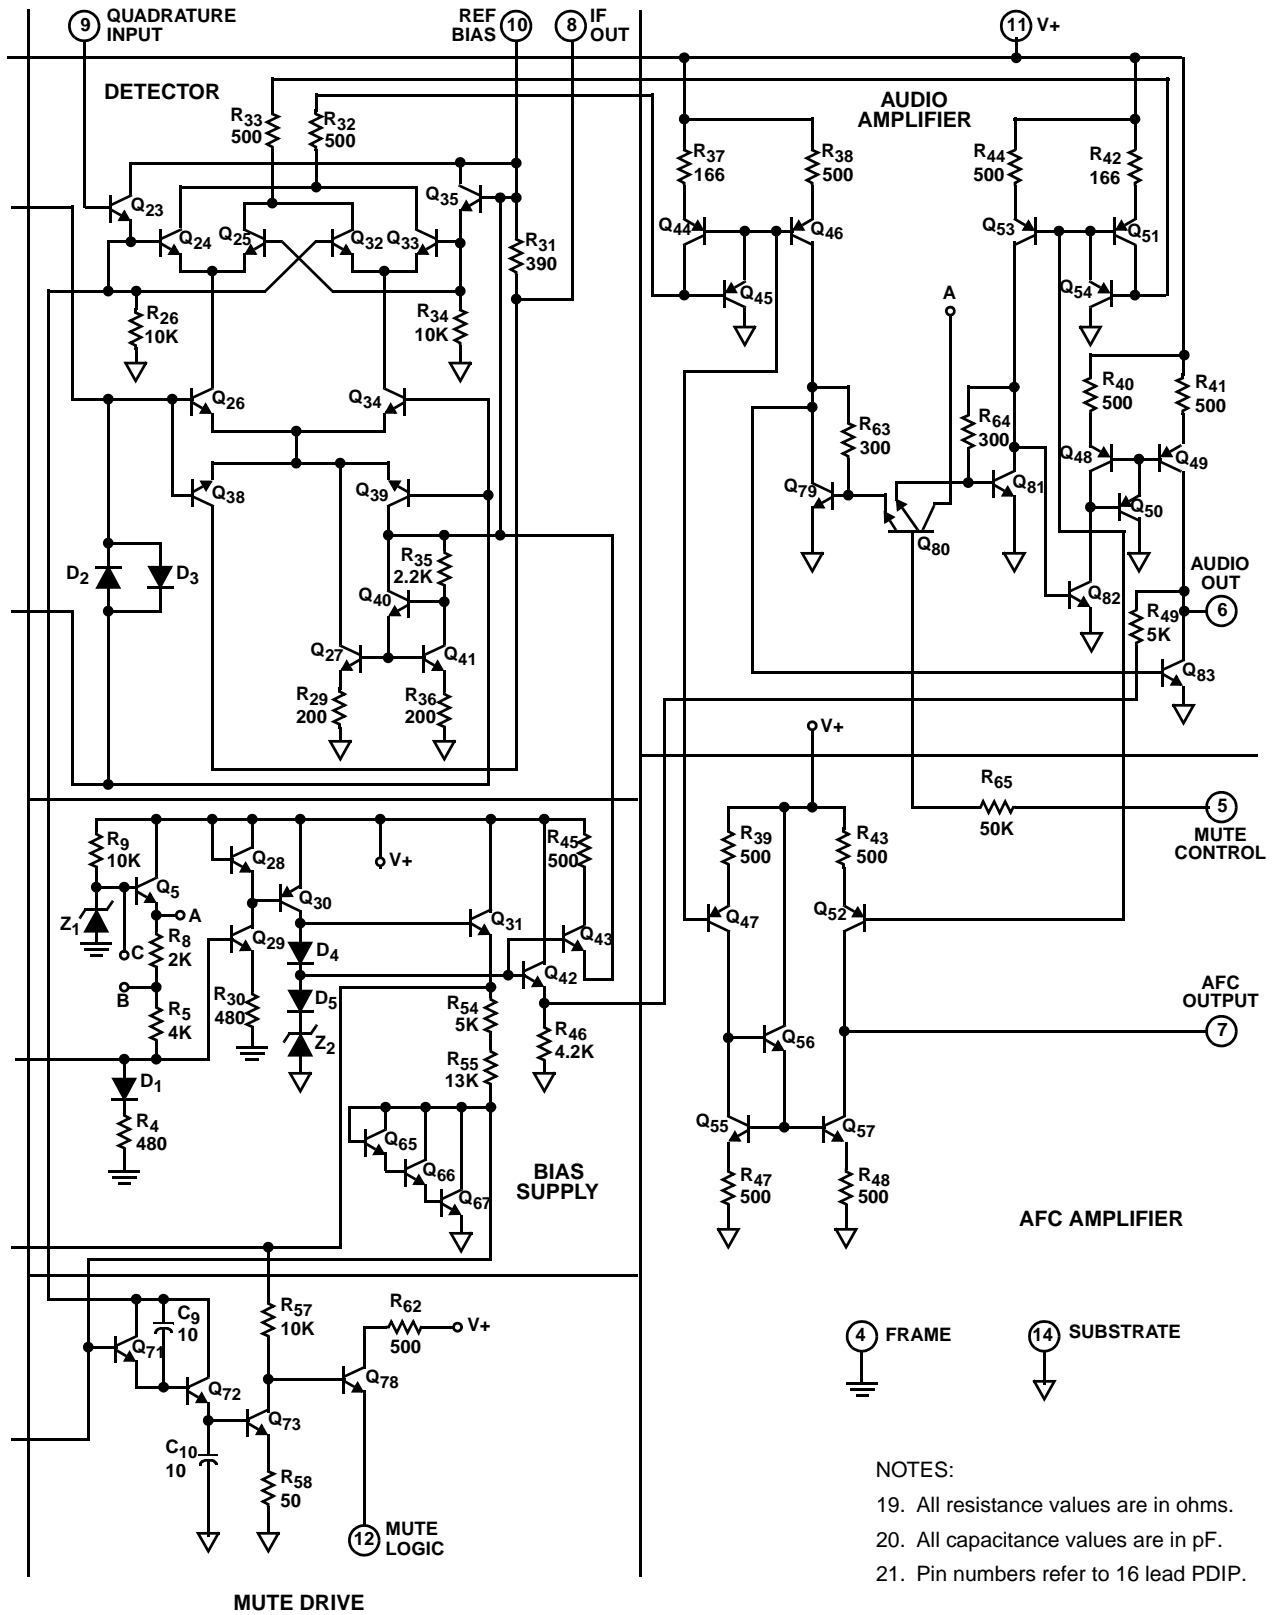 9 QUADRATURE INPUT
REF BIAS 10
8 IF OUT
11 V+
DETECTOR
AUDIO AMPLIFIER
R33 500
R32 500
R37 166
R38 500
R44 500
R42 166
Q23
Q24
Q25
Q32
Q33
Q35
R31 390
Q44
Q46
Q53
Q51
Q45
Q54
A
R26 10K
R34 10K
Q26
Q34
R40 500
R41 500
R63 300
R64 300
Q38
Q39
Q79
Q80
Q81
Q48
Q49
Q50
D2
D3
R35 2.2K
Q40
Q82
AUDIO OUT
6
R49 5K
Q27
Q41
Q83
R29 200
R36 200
V+
R65 50K
5
MUTE CONTROL
R9 10K
Q28
V+
R45 500
R39 500
R43 500
Q5
Q30
Z1
A
Q31
Q43
Q47
Q52
R8 2K
C
Q29
D4
Q42
B
R5 4K
R30 480
D5
Z2
R54 5K
R46 4.2K
AFC OUTPUT
7
Q56
R55 13K
D1
R4 480
Q65
Q66
Q67
BIAS SUPPLY
Q55
Q57
R47 500
R48 500
AFC AMPLIFIER
C9 10
R57 10K
R62 500
V+
Q71
Q72
Q73
Q78
4 FRAME
14 SUBSTRATE
C10 10
R58 50
12 MUTE LOGIC
MUTE DRIVE
NOTES:
19. All resistance values are in ohms.
20. All capacitance values are in pF.
21. Pin numbers refer to 16 lead PDIP.